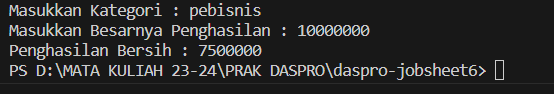 Masukkan Kategori : pebisnis
Masukkan Besarnya Penghasilan : 10000000
Penghasilan Bersih : 7500000
PS D:\MATA KULIAH 23-24\PRAK DASPRO\daspro-jobsheet6>